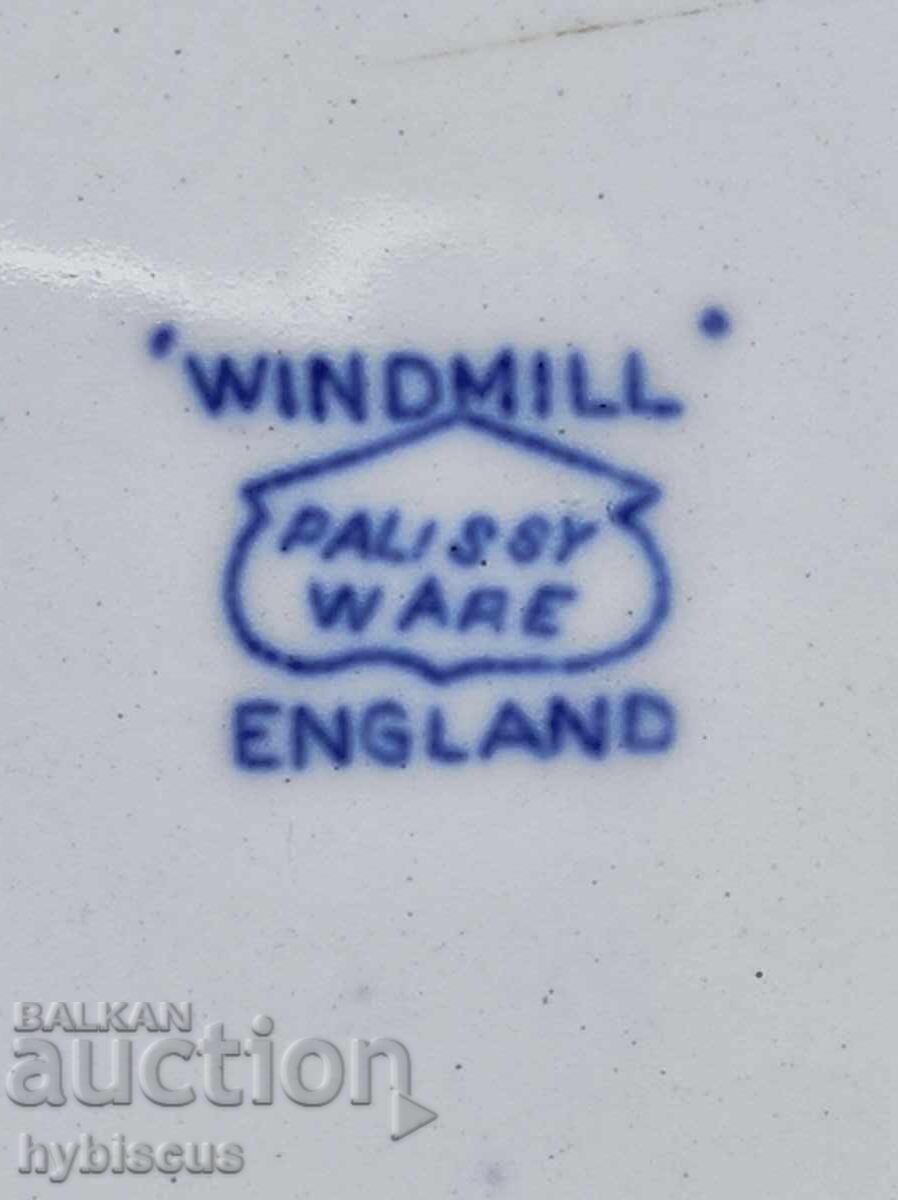 WINDMILL
PALISSY
WARE
ENGLAND
BALKAN
auction
hybiscus